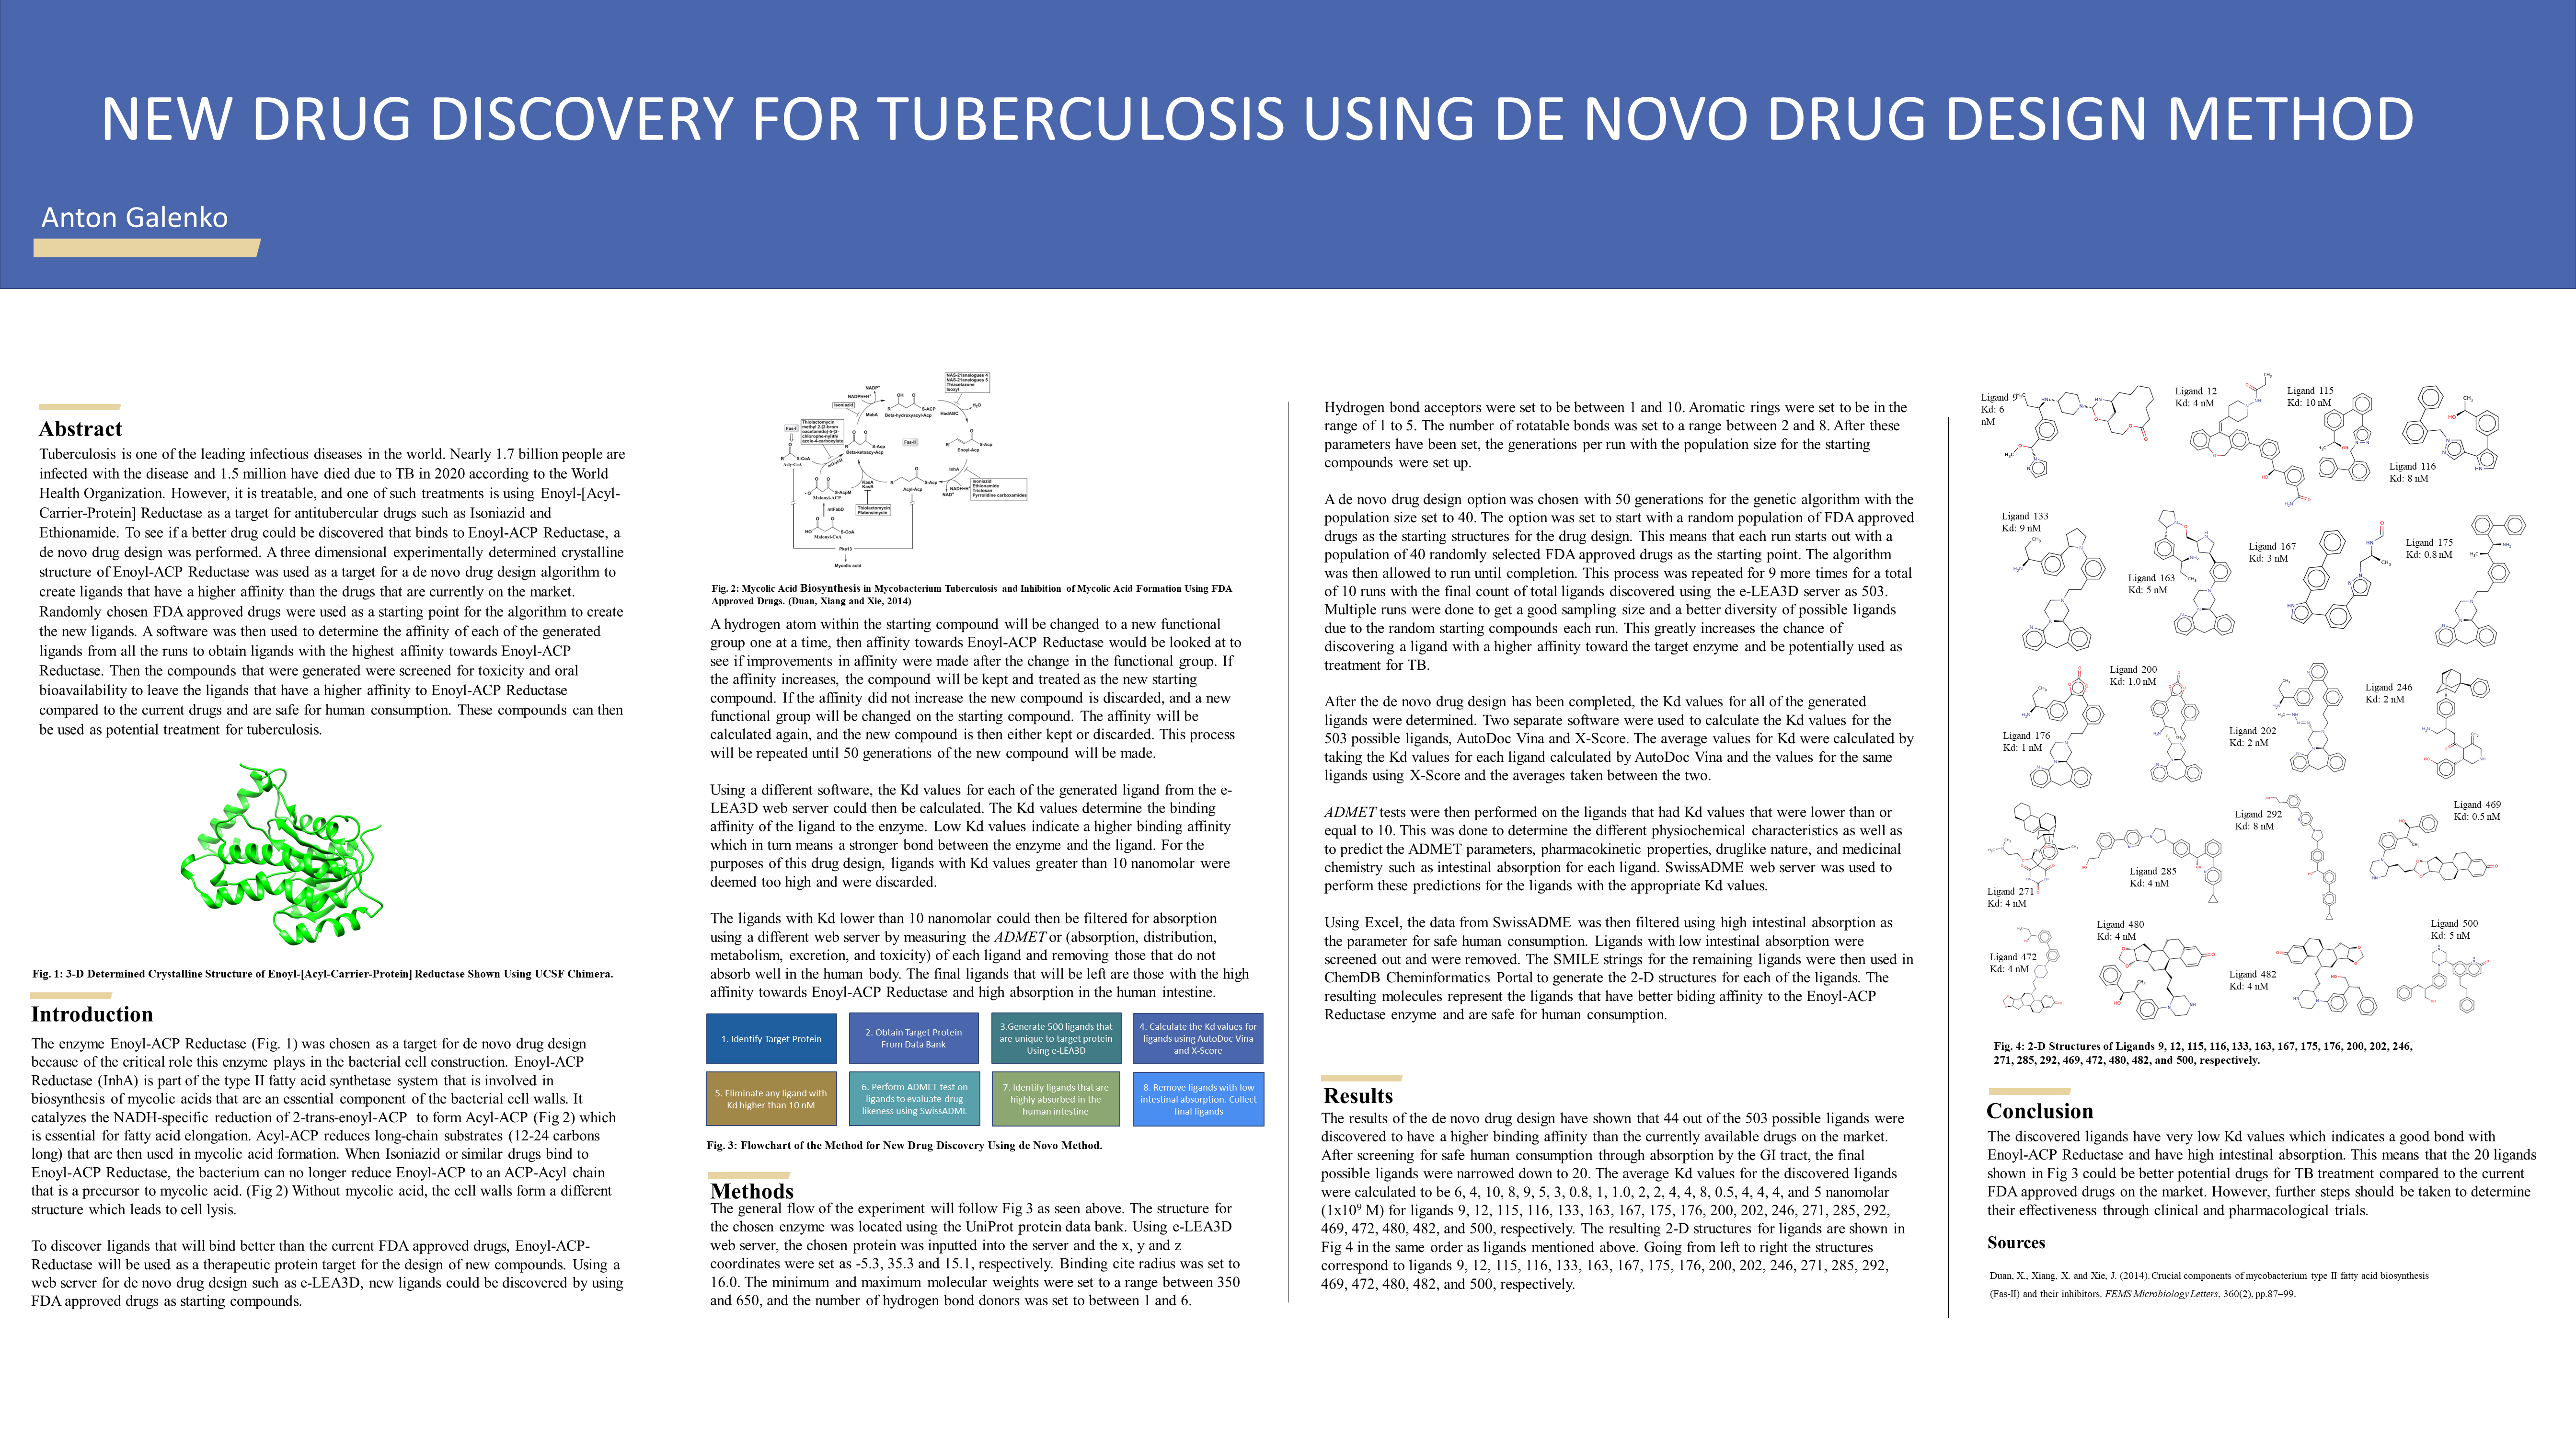 NEW DRUG DISCOVERY FOR TUBERCULOSIS USING DE NOVO DRUG DESIGN METHOD
Anton Galenko
Abstract
Tuberculosis is one of the leading infectious diseases in the world. Nearly 1.7 billion people are
infected with the disease and 1.5 million have died due to TB in 2020 according to the World
Health Organization. However, it is treatable, and one of such treatments is using Enoyl-[Acyl-
Carrier-Protein] Reductase as a target for antitubercular drugs such as Isoniazid and
Ethionamide. To see if a better drug could be discovered that binds to Enoyl-ACP Reductase, a
de novo drug design was performed. A three dimensional experimentally determined crystalline
structure of Enoyl-ACP Reductase was used as a target for a de novo drug design algorithm to
create ligands that have a higher affinity than the drugs that are currently on the market.
Randomly chosen FDA approved drugs were used as a starting point for the algorithm to create
the new ligands. A software was then used to determine the affinity of each of the generated
ligands from all the runs to obtain ligands with the highest affinity towards Enoyl-ACP
Reductase. Then the compounds that were generated were screened for toxicity and oral
bioavailability to leave the ligands that have a higher affinity to Enoyl-ACP Reductase
compared to the current drugs and are safe for human consumption. These compounds can then
be used as potential treatment for tuberculosis.
Fig. 1: 3-D Determined Crystalline Structure of Enoyl-[Acyl-Carrier-Protein] Reductase Shown Using UCSF Chimera.
Introduction
The enzyme Enoyl-ACP Reductase (Fig. 1) was chosen as a target for de novo drug design
because of the critical role this enzyme plays in the bacterial cell construction. Enoyl-ACP
Reductase (InhA) is part of the type II fatty acid synthetase system that is involved in
biosynthesis of mycolic acids that are an essential component of the bacterial cell walls. It
catalyzes the NADH-specific reduction of 2-trans-enoyl-ACP to form Acyl-ACP (Fig 2) which
is essential for fatty acid elongation. Acyl-ACP reduces long-chain substrates (12-24 carbons
long) that are then used in mycolic acid formation. When Isoniazid or similar drugs bind to
Enoyl-ACP Reductase, the bacterium can no longer reduce Enoyl-ACP to an ACP-Acyl chain
that is a precursor to mycolic acid. (Fig 2) Without mycolic acid, the cell walls form a different
structure which leads to cell lysis.
To discover ligands that will bind better than the current FDA approved drugs, Enoyl-ACP-
Reductase will be used as a therapeutic protein target for the design of new compounds. Using a
web server for de novo drug design such as e-LEA3D, new ligands could be discovered by using
FDA approved drugs as starting compounds.
NAS-21analogues 4
NAS-21analogues 5
Thiacetazone
Isoxyl
NADP+
NADPH+H+
Isoniazid
MabA
OH
O
R
S-ACP
Beta-hydroxyacyl-Acp
HadABC
H₂O
Thiolactomycin
methyl 2-(2-brom
oacetamido)-5-(3-
chlorophe-nyl)thi
azole-4-carboxylate
Fas-I
Fas-II
S-Acp
Beta-ketoacy-Acp
S-Acp
Enoyl-Acp
R
S-CoA
Acly-CoA
mtFabH
InhA
KasA
KasB
R
S-Acp
Acyl-Acp
NADH+H+
NAD+
Isoniazid
Ethionamide
Triclosan
Pyrrolidine carboxamides
S-AcpM
Malonyl-ACP
Thiolactomycin
Platensimycin
mtFabD
HO
S-CoA
Malonyl-CoA
Pks13
Mycolic acid
Fig. 2: Mycolic Acid Biosynthesis in Mycobacterium Tuberculosis and Inhibition of Mycolic Acid Formation Using FDA
Approved Drugs. (Duan, Xiang and Xie, 2014)
A hydrogen atom within the starting compound will be changed to a new functional
group one at a time, then affinity towards Enoyl-ACP Reductase would be looked at to
see if improvements in affinity were made after the change in the functional group. If
the affinity increases, the compound will be kept and treated as the new starting
compound. If the affinity did not increase the new compound is discarded, and a new
functional group will be changed on the starting compound. The affinity will be
calculated again, and the new compound is then either kept or discarded. This process
will be repeated until 50 generations of the new compound will be made.
Using a different software, the Kd values for each of the generated ligand from the e-
LEA3D web server could then be calculated. The Kd values determine the binding
affinity of the ligand to the enzyme. Low Kd values indicate a higher binding affinity
which in turn means a stronger bond between the enzyme and the ligand. For the
purposes of this drug design, ligands with Kd values greater than 10 nanomolar were
deemed too high and were discarded.
The ligands with Kd lower than 10 nanomolar could then be filtered for absorption
using a different web server by measuring the ADMET or (absorption, distribution,
metabolism, excretion, and toxicity) of each ligand and removing those that do not
absorb well in the human body. The final ligands that will be left are those with the high
affinity towards Enoyl-ACP Reductase and high absorption in the human intestine.
1. Identify Target Protein
2. Obtain Target Protein
From Data Bank
3.Generate 500 ligands that
are unique to target protein
Using e-LEA3D
4. Calculate the Kd values for
ligands using AutoDoc Vina
and X-Score
5. Eliminate any ligand with
Kd higher than 10 nM
6. Perform ADMET test on
ligands to evaluate drug
likeness using SwissADME
7. Identify ligands that are
highly absorbed in the
human intestine
8. Remove ligands with low
intestinal absorption. Collect
final ligands
Fig. 3: Flowchart of the Method for New Drug Discovery Using de Novo Method.
Methods
The general flow of the experiment will follow Fig 3 as seen above. The structure for
the chosen enzyme was located using the UniProt protein data bank. Using e-LEA3D
web server, the chosen protein was inputted into the server and the x, y and z
coordinates were set as -5.3, 35.3 and 15.1, respectively. Binding cite radius was set to
16.0. The minimum and maximum molecular weights were set to a range between 350
and 650, and the number of hydrogen bond donors was set to between 1 and 6.
Hydrogen bond acceptors were set to be between 1 and 10. Aromatic rings were set to be in the
range of 1 to 5. The number of rotatable bonds was set to a range between 2 and 8. After these
parameters have been set, the generations per run with the population size for the starting
compounds were set up.
A de novo drug design option was chosen with 50 generations for the genetic algorithm with the
population size set to 40. The option was set to start with a random population of FDA approved
drugs as the starting structures for the drug design. This means that each run starts out with a
population of 40 randomly selected FDA approved drugs as the starting point. The algorithm
was then allowed to run until completion. This process was repeated for 9 more times for a total
of 10 runs with the final count of total ligands discovered using the e-LEA3D server as 503.
Multiple runs were done to get a good sampling size and a better diversity of possible ligands
due to the random starting compounds each run. This greatly increases the chance of
discovering a ligand with a higher affinity toward the target enzyme and be potentially used as
treatment for TB.
After the de novo drug design has been completed, the Kd values for all of the generated
ligands were determined. Two separate software were used to calculate the Kd values for the
503 possible ligands, AutoDoc Vina and X-Score. The average values for Kd were calculated by
taking the Kd values for each ligand calculated by AutoDoc Vina and the values for the same
ligands using X-Score and the averages taken between the two.
ADMET tests were then performed on the ligands that had Kd values that were lower than or
equal to 10. This was done to determine the different physiochemical characteristics as well as
to predict the ADMET parameters, pharmacokinetic properties, druglike nature, and medicinal
chemistry such as intestinal absorption for each ligand. SwissADME web server was used to
perform these predictions for the ligands with the appropriate Kd values.
Using Excel, the data from SwissADME was then filtered using high intestinal absorption as
the parameter for safe human consumption. Ligands with low intestinal absorption were
screened out and were removed. The SMILE strings for the remaining ligands were then used in
ChemDB Cheminformatics Portal to generate the 2-D structures for each of the ligands. The
resulting molecules represent the ligands that have better biding affinity to the Enoyl-ACP
Reductase enzyme and are safe for human consumption.
Results
The results of the de novo drug design have shown that 44 out of the 503 possible ligands were
discovered to have a higher binding affinity than the currently available drugs on the market.
After screening for safe human consumption through absorption by the GI tract, the final
possible ligands were narrowed down to 20. The average Kd values for the discovered ligands
were calculated to be 6, 4, 10, 8, 9, 5, 3, 0.8, 1, 1.0, 2, 2, 4, 4, 8, 0.5, 4, 4, 4, and 5 nanomolar
(1x10⁹ M) for ligands 9, 12, 115, 116, 133, 163, 167, 175, 176, 200, 202, 246, 271, 285, 292,
469, 472, 480, 482, and 500, respectively. The resulting 2-D structures for ligands are shown in
Fig 4 in the same order as ligands mentioned above. Going from left to right the structures
correspond to ligands 9, 12, 115, 116, 133, 163, 167, 175, 176, 200, 202, 246, 271, 285, 292,
469, 472, 480, 482, and 500, respectively.
Ligand 9
Kd: 6
nM
Ligand 12
Kd: 4 nM
Ligand 115
Kd: 10 nM
Ligand 116
Kd: 8 nM
Ligand 133
Kd: 9 nM
Ligand 163
Kd: 5 nM
Ligand 167
Kd: 3 nM
Ligand 175
Kd: 0.8 nM
Ligand 176
Kd: 1 nM
Ligand 200
Kd: 1.0 nM
Ligand 202
Kd: 2 nM
Ligand 246
Kd: 2 nM
Ligand 271
Kd: 4 nM
Ligand 285
Kd: 4 nM
Ligand 292
Kd: 8 nM
Ligand 469
Kd: 0.5 nM
Ligand 472
Kd: 4 nM
Ligand 480
Kd: 4 nM
Ligand 482
Kd: 4 nM
Ligand 500
Kd: 5 nM
Fig. 4: 2-D Structures of Ligands 9, 12, 115, 116, 133, 163, 167, 175, 176, 200, 202, 246,
271, 285, 292, 469, 472, 480, 482, and 500, respectively.
Conclusion
The discovered ligands have very low Kd values which indicates a good bond with
Enoyl-ACP Reductase and have high intestinal absorption. This means that the 20 ligands
shown in Fig 3 could be better potential drugs for TB treatment compared to the current
FDA approved drugs on the market. However, further steps should be taken to determine
their effectiveness through clinical and pharmacological trials.
Sources
Duan, X., Xiang, X. and Xie, J. (2014). Crucial components of mycobacterium type II fatty acid biosynthesis
(Fas-II) and their inhibitors. FEMS Microbiology Letters, 360(2), pp.87–99.